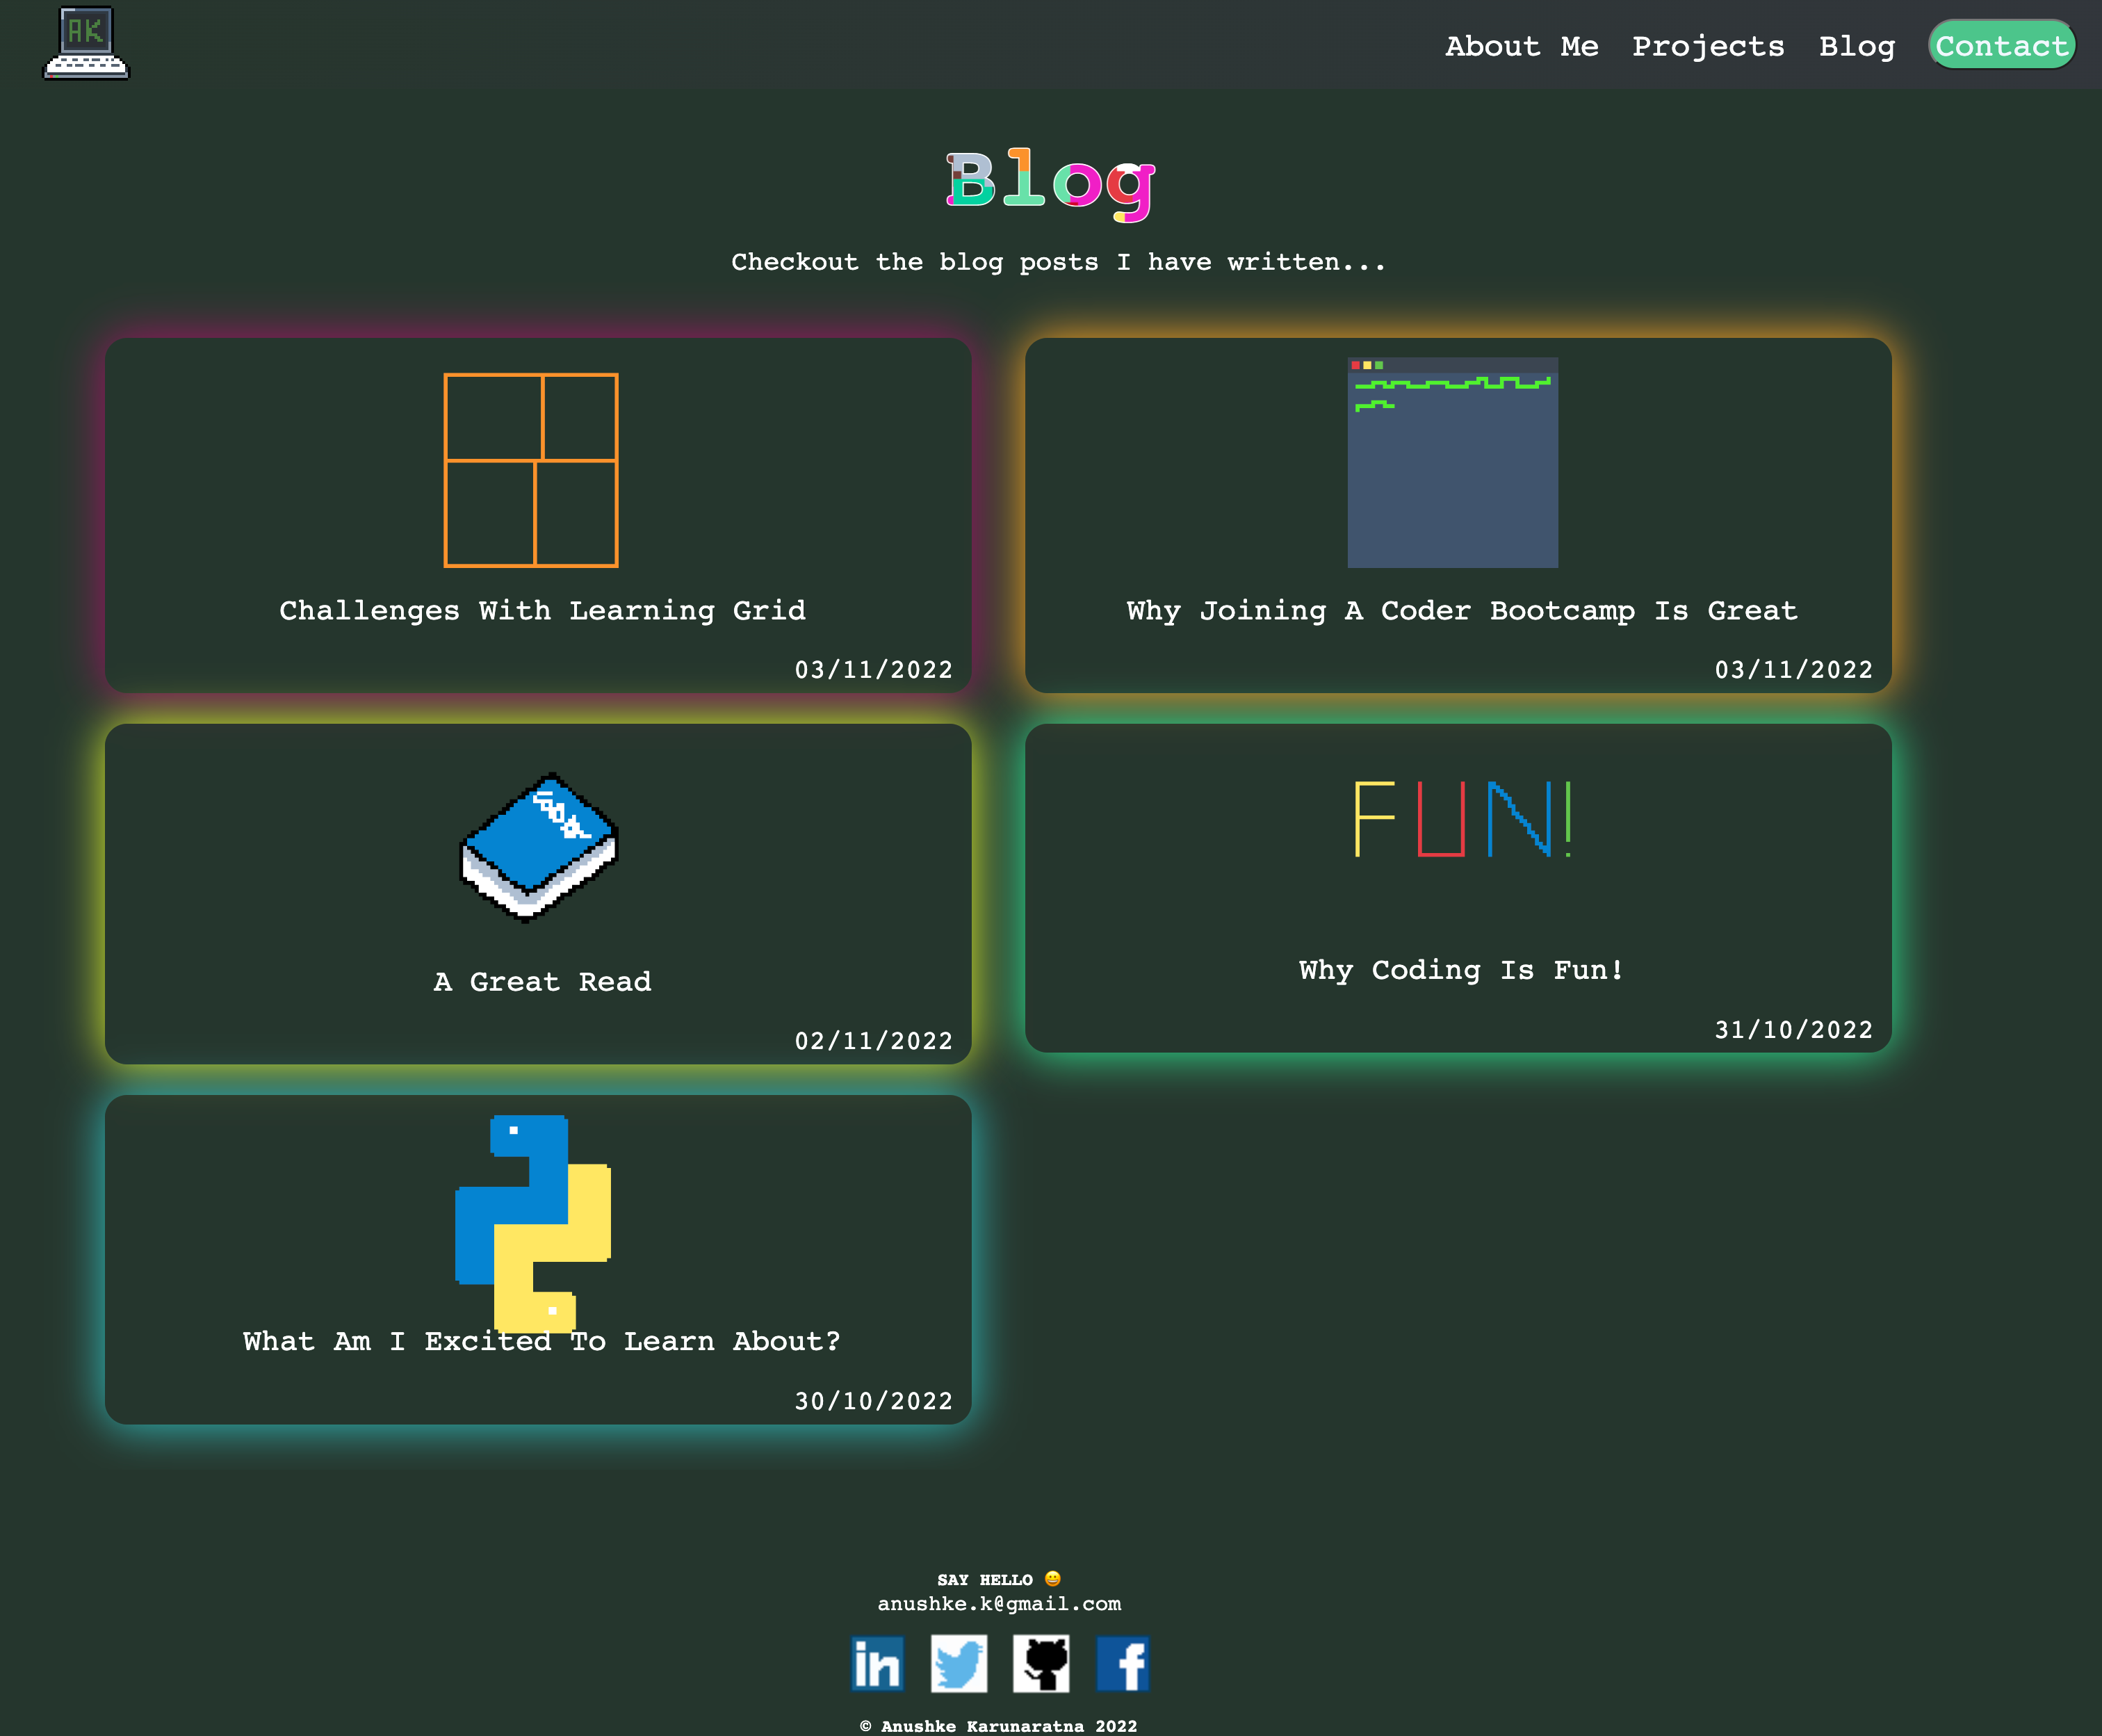 AK
About Me Projects Blog Contact
Blog
Checkout the blog posts I have written...
Challenges With Learning Grid
03/11/2022
Why Joining A Coder Bootcamp Is Great
03/11/2022
A Great Read
02/11/2022
FUN!
Why Coding Is Fun!
31/10/2022
What Am I Excited To Learn About?
30/10/2022
SAY HELLO 😀
anushke.k@gmail.com
in f
© Anushke Karunaratna 2022